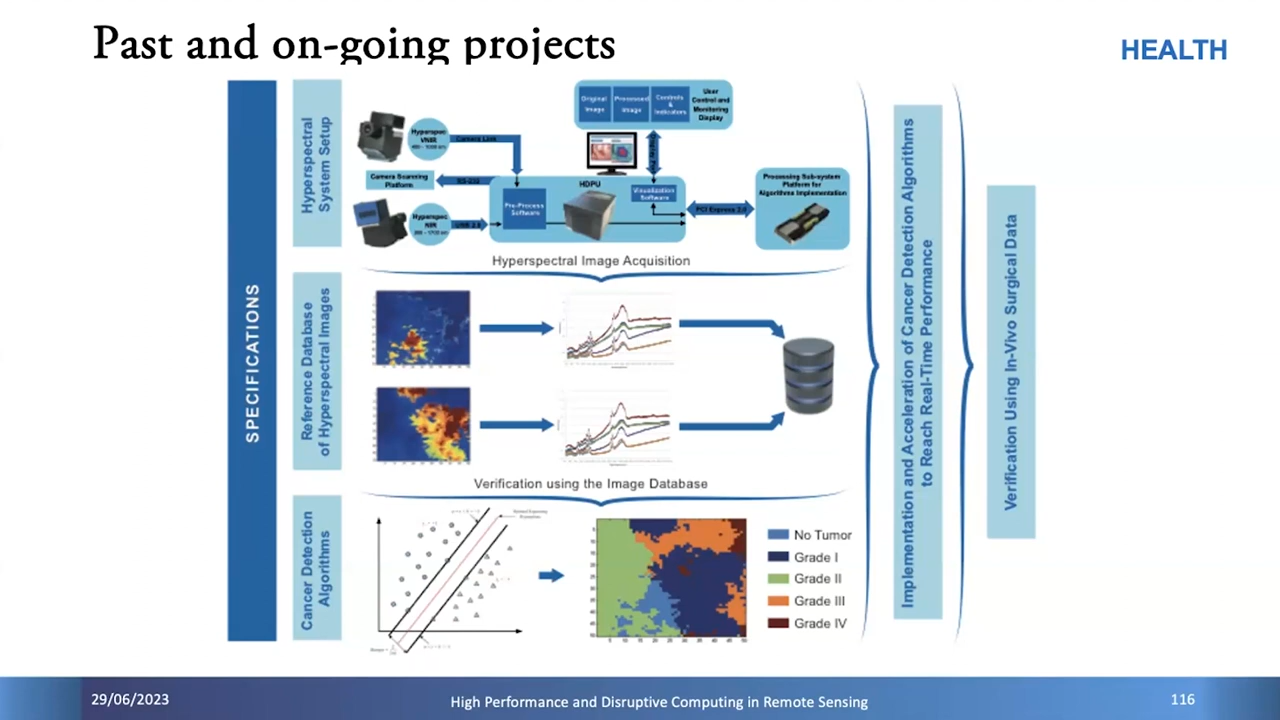 Past and on-going projects
HEALTH
SPECIFICATIONS
Hyperspectral
System Setup
Hyperspec
VNIR
Camera Link
Camera Scanning
Platform
RS-232
Hyperspec
NIR
USB 2.0
Original
Image
Processed
Image
Controls
&
Indicators
User
Control and
Monitoring
Display
HDPU
Pre-Process
Software
Visualization
Software
PCI Express 2.0
Processing Sub-system
Platform for
Algorithms Implementation
Hyperspectral Image Acquisition
Reference Database
of Hyperspectral Images
Verification using the Image Database
Cancer Detection
Algorithms
No Tumor
Grade I
Grade II
Grade III
Grade IV
Implementation and Acceleration of Cancer Detection Algorithms
to Reach Real-Time Performance
Verification Using In-Vivo Surgical Data
29/06/2023
High Performance and Disruptive Computing in Remote Sensing
116